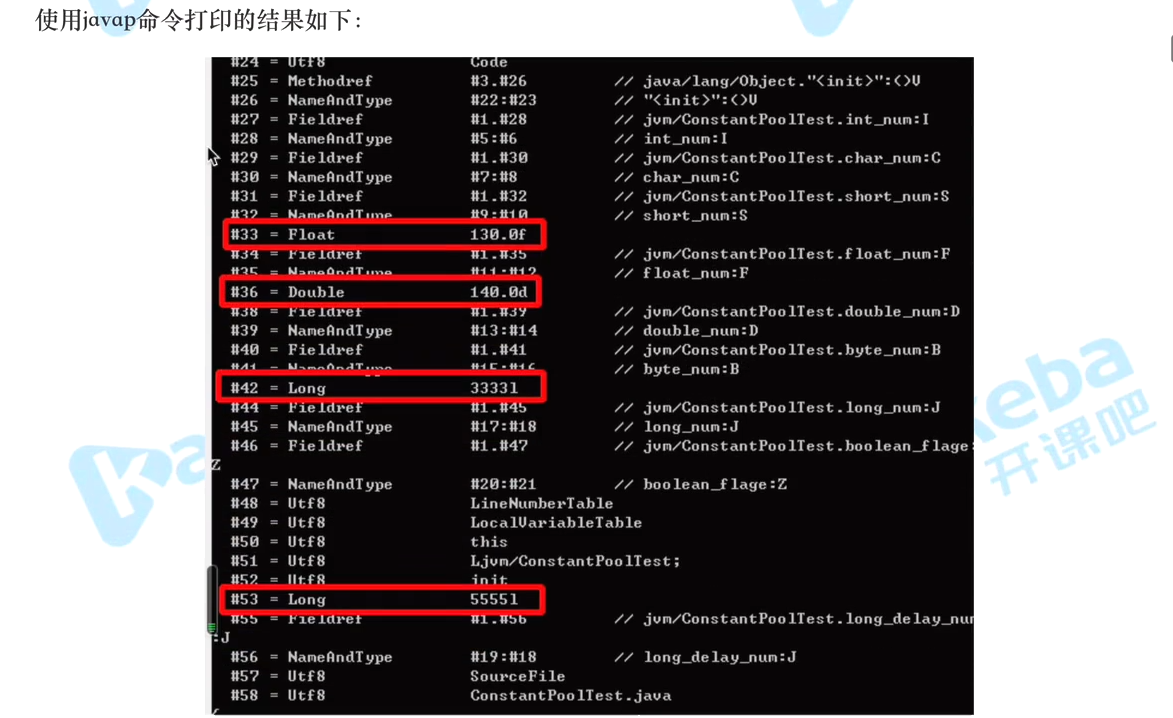 使用javap命令打印的结果如下：
#24 = Utf8 Code
#25 = Methodref #3.#26 // java/lang/Object."<init>":()V
#26 = NameAndType #22:#23 // "<init>":()V
#27 = Fieldref #1.#28 // jvm/ConstantPoolTest.int_num:I
#28 = NameAndType #5:#6 // int_num:I
#29 = Fieldref #1.#30 // jvm/ConstantPoolTest.char_num:C
#30 = NameAndType #7:#8 // char_num:C
#31 = Fieldref #1.#32 // jvm/ConstantPoolTest.short_num:S
#32 = NameAndType #9:#10 // short_num:S
#33 = Float 130.0f
#34 = Fieldref #1.#35 // jvm/ConstantPoolTest.float_num:F
#35 = NameAndType #11:#12 // float_num:F
#36 = Double 140.0d
#38 = Fieldref #1.#39 // jvm/ConstantPoolTest.double_num:D
#39 = NameAndType #13:#14 // double_num:D
#40 = Fieldref #1.#41 // jvm/ConstantPoolTest.byte_num:B
#41 = NameAndType #15:#16 // byte_num:B
#42 = Long 3333l
#44 = Fieldref #1.#45 // jvm/ConstantPoolTest.long_num:J
#45 = NameAndType #17:#18 // long_num:J
#46 = Fieldref #1.#47 // jvm/ConstantPoolTest.boolean_flage:
Z
#47 = NameAndType #20:#21 // boolean_flage:Z
#48 = Utf8 LineNumberTable
#49 = Utf8 LocalVariableTable
#50 = Utf8 this
#51 = Utf8 Ljvm/ConstantPoolTest;
#52 = Utf8 init
#53 = Long 5555l
#55 = Fieldref #1.#56 // jvm/ConstantPoolTest.long_delay_num
:J
#56 = NameAndType #19:#18 // long_delay_num:J
#57 = Utf8 SourceFile
#58 = Utf8 ConstantPoolTest.java
{
keba
开课吧